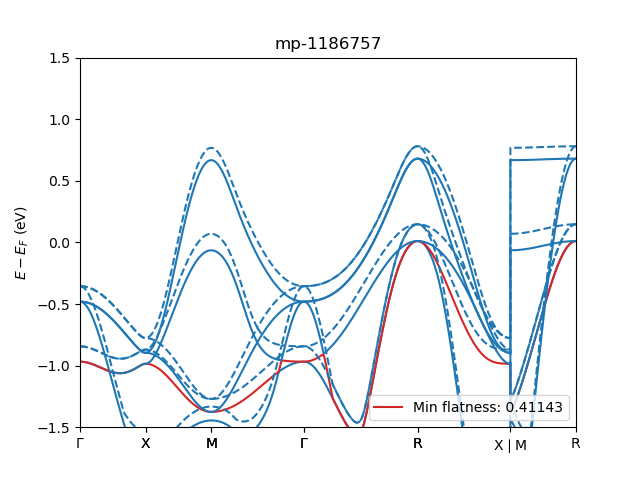 mp-1186757
1.5
1.0
0.5
0.0
−0.5
−1.0
−1.5
E − E_F (eV)
Γ X M Γ R X | M R
Min flatness: 0.41143